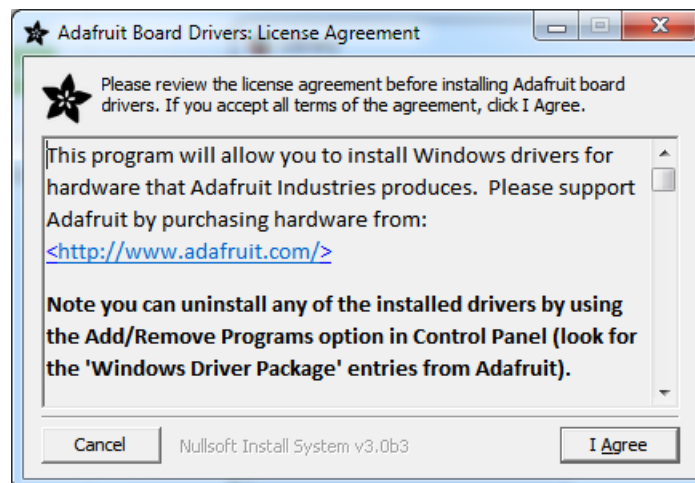 Adafruit Board Drivers: License Agreement
Please review the license agreement before installing Adafruit board
drivers. If you accept all terms of the agreement, click I Agree.
This program will allow you to install Windows drivers for
hardware that Adafruit Industries produces.  Please support
Adafruit by purchasing hardware from:
<http://www.adafruit.com/>
Note you can uninstall any of the installed drivers by using
the Add/Remove Programs option in Control Panel (look for
the 'Windows Driver Package' entries from Adafruit).
Cancel
Nullsoft Install System v3.0b3
I Agree